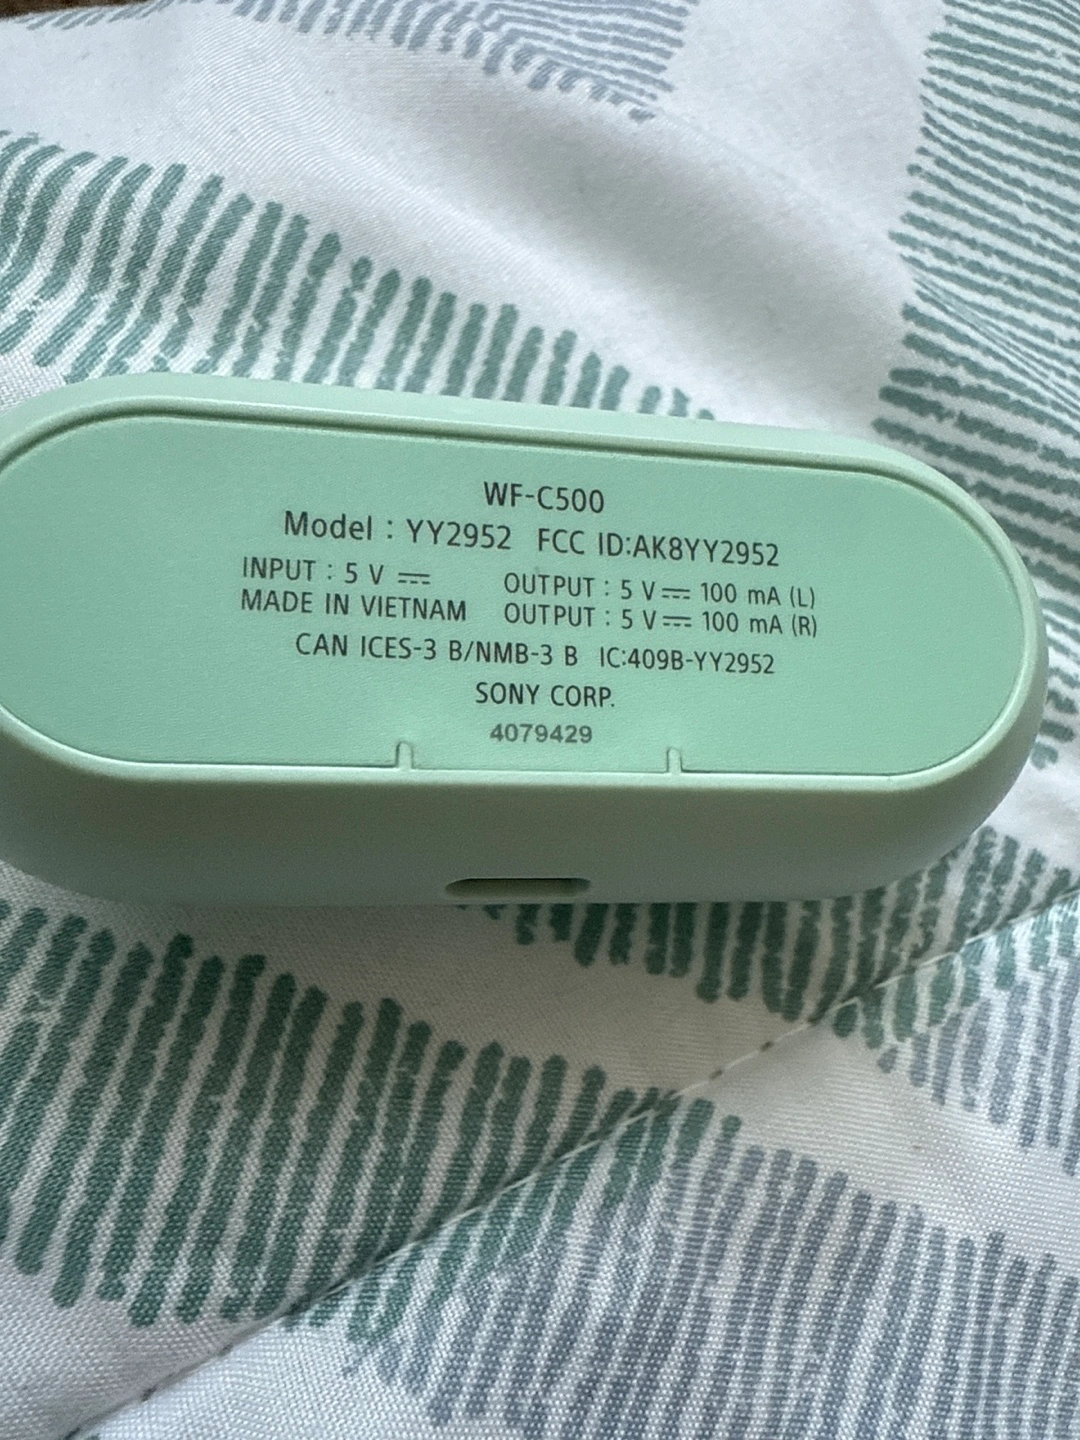 WF-C500
Model : YY2952 FCC ID:AK8YY2952
INPUT : 5 V ⎓ OUTPUT : 5 V ⎓ 100 mA (L)
MADE IN VIETNAM OUTPUT : 5 V ⎓ 100 mA (R)
CAN ICES-3 B/NMB-3 B IC:409B-YY2952
SONY CORP.
4079429